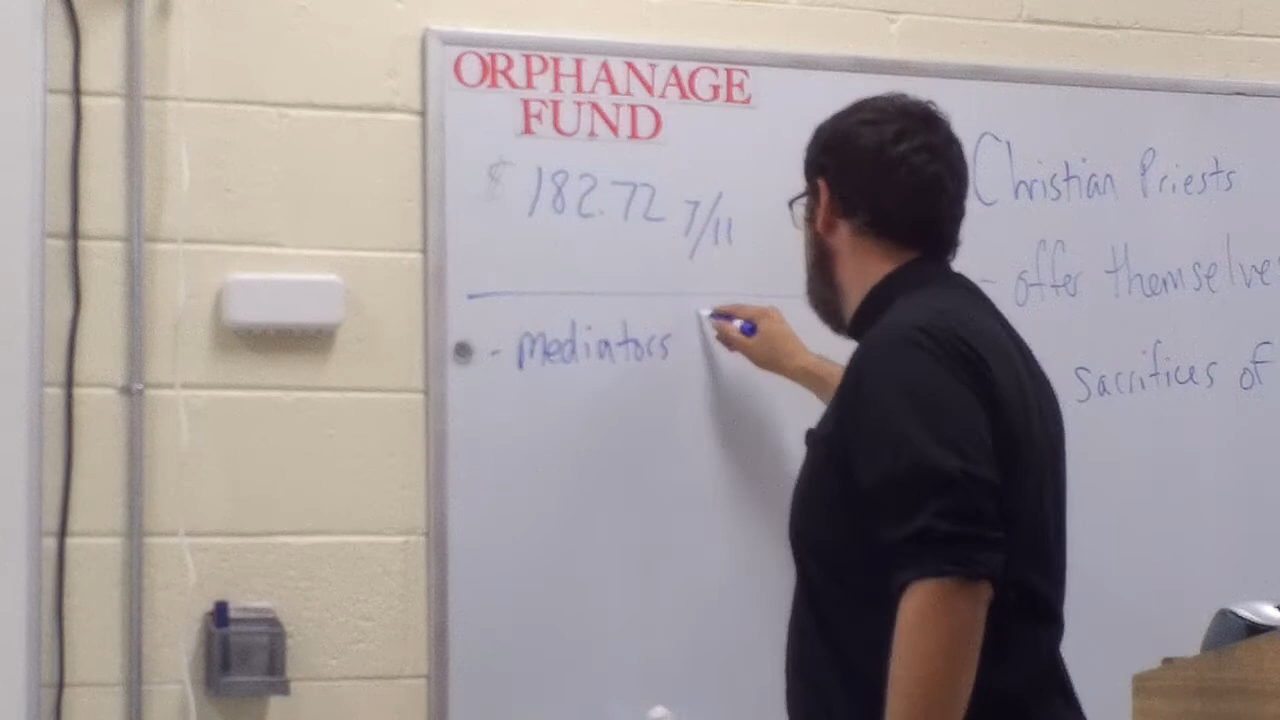 ORPHANAGE
FUND
$ 182.72 7/11
- mediators
Christian Priests
- offer themselve
sacrifices of